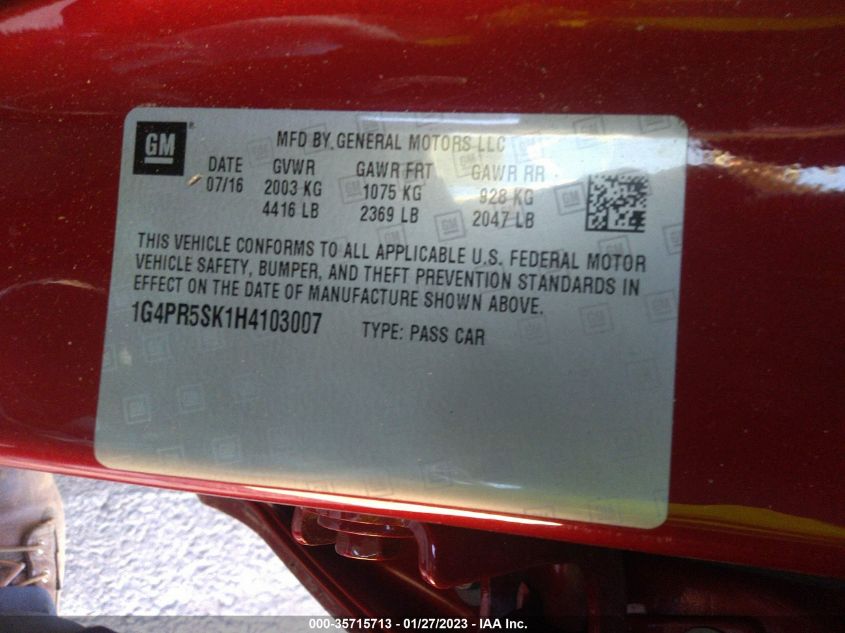 GM ®
MFD BY GENERAL MOTORS LLC
DATE GVWR GAWR FRT GAWR RR
07/16 2003 KG 1075 KG 928 KG
4416 LB 2369 LB 2047 LB
THIS VEHICLE CONFORMS TO ALL APPLICABLE U.S. FEDERAL MOTOR
VEHICLE SAFETY, BUMPER, AND THEFT PREVENTION STANDARDS IN
EFFECT ON THE DATE OF MANUFACTURE SHOWN ABOVE.
1G4PR5SK1H4103007 TYPE: PASS CAR
000-35715713 - 01/27/2023 - IAA Inc.